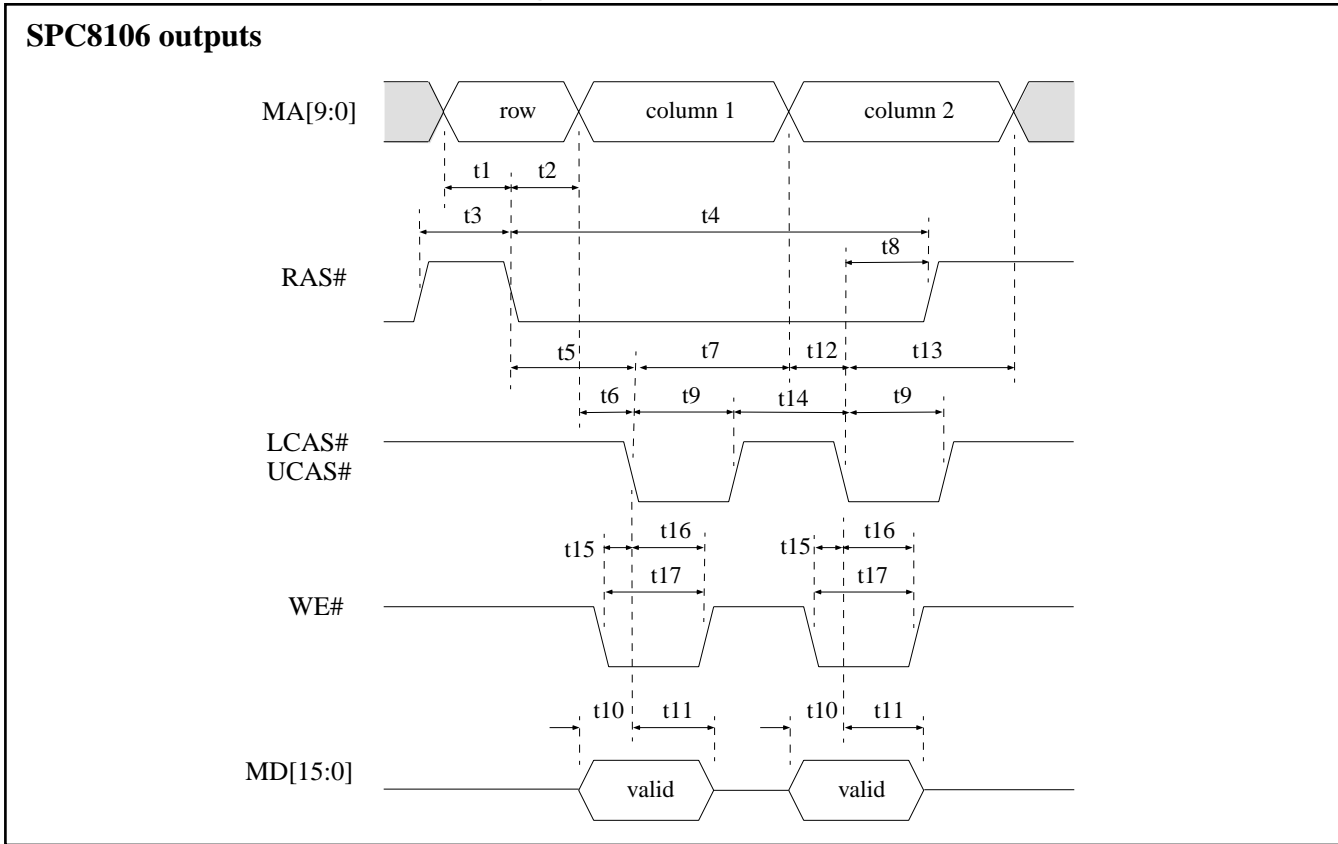 SPC8106 outputs
MA[9:0]
row
column 1
column 2
t1
t2
t3
t4
t8
RAS#
t5
t7
t12
t13
t6
t9
t14
t9
LCAS#
UCAS#
t15
t16
t15
t16
t17
t17
WE#
t10
t11
t10
t11
MD[15:0]
valid
valid